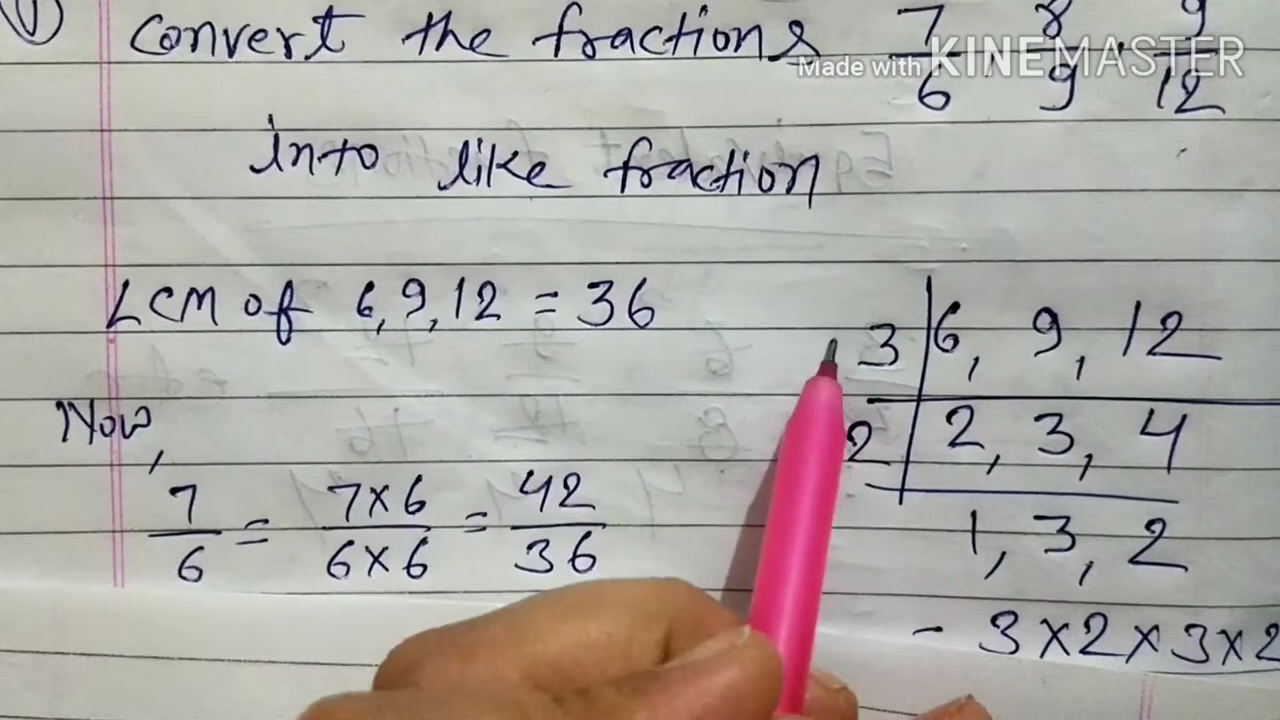 (1) Convert the fractions 7/6, 8/9, 9/12
Made with KINEMASTER
into like fraction
LCM of 6, 9, 12 = 36
3 | 6, 9, 12
2 | 2, 3, 4
1, 3, 2
- 3×2×3×2
Now,
7/6 = 7×6/6×6 = 42/36